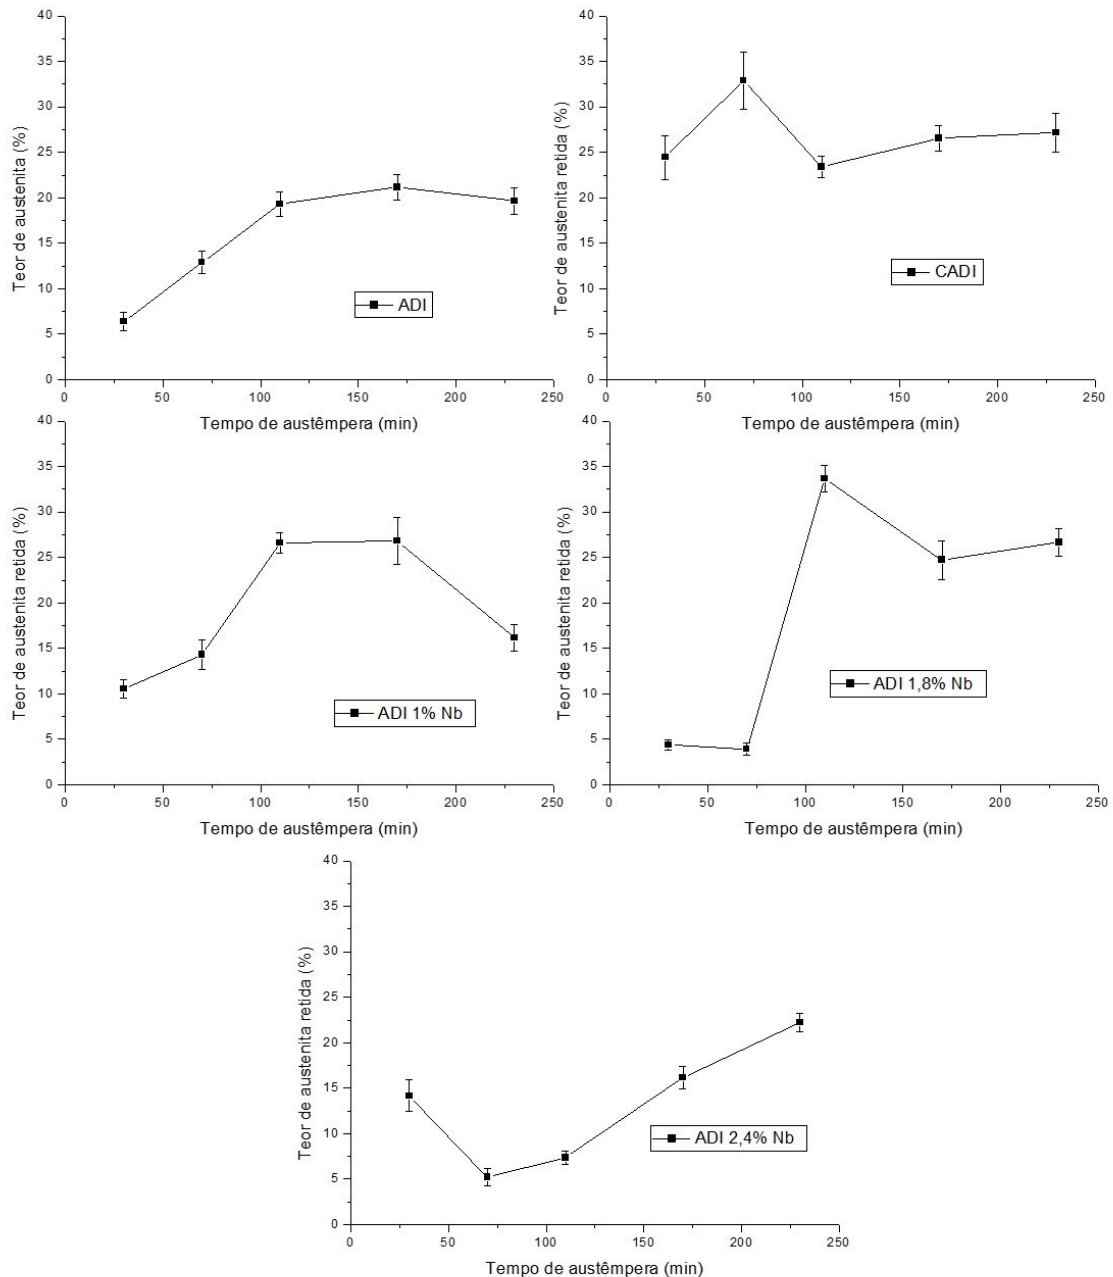 40
35
30
25
20
15
10
5
0
Teor de austenita (%)
ADI
0 50 100 150 200 250
Tempo de austêmpera (min)
40
35
30
25
20
15
10
5
0
Teor de austenita retida (%)
CADI
0 50 100 150 200 250
Tempo de austêmpera (min)
40
35
30
25
20
15
10
5
0
Teor de austenita retida (%)
ADI 1% Nb
0 50 100 150 200 250
Tempo de austêmpera (min)
40
35
30
25
20
15
10
5
0
Teor de austenita retida (%)
ADI 1,8% Nb
0 50 100 150 200 250
Tempo de austêmpera (min)
40
35
30
25
20
15
10
5
0
Teor de austenita retida (%)
ADI 2,4% Nb
0 50 100 150 200 250
Tempo de austêmpera (min)